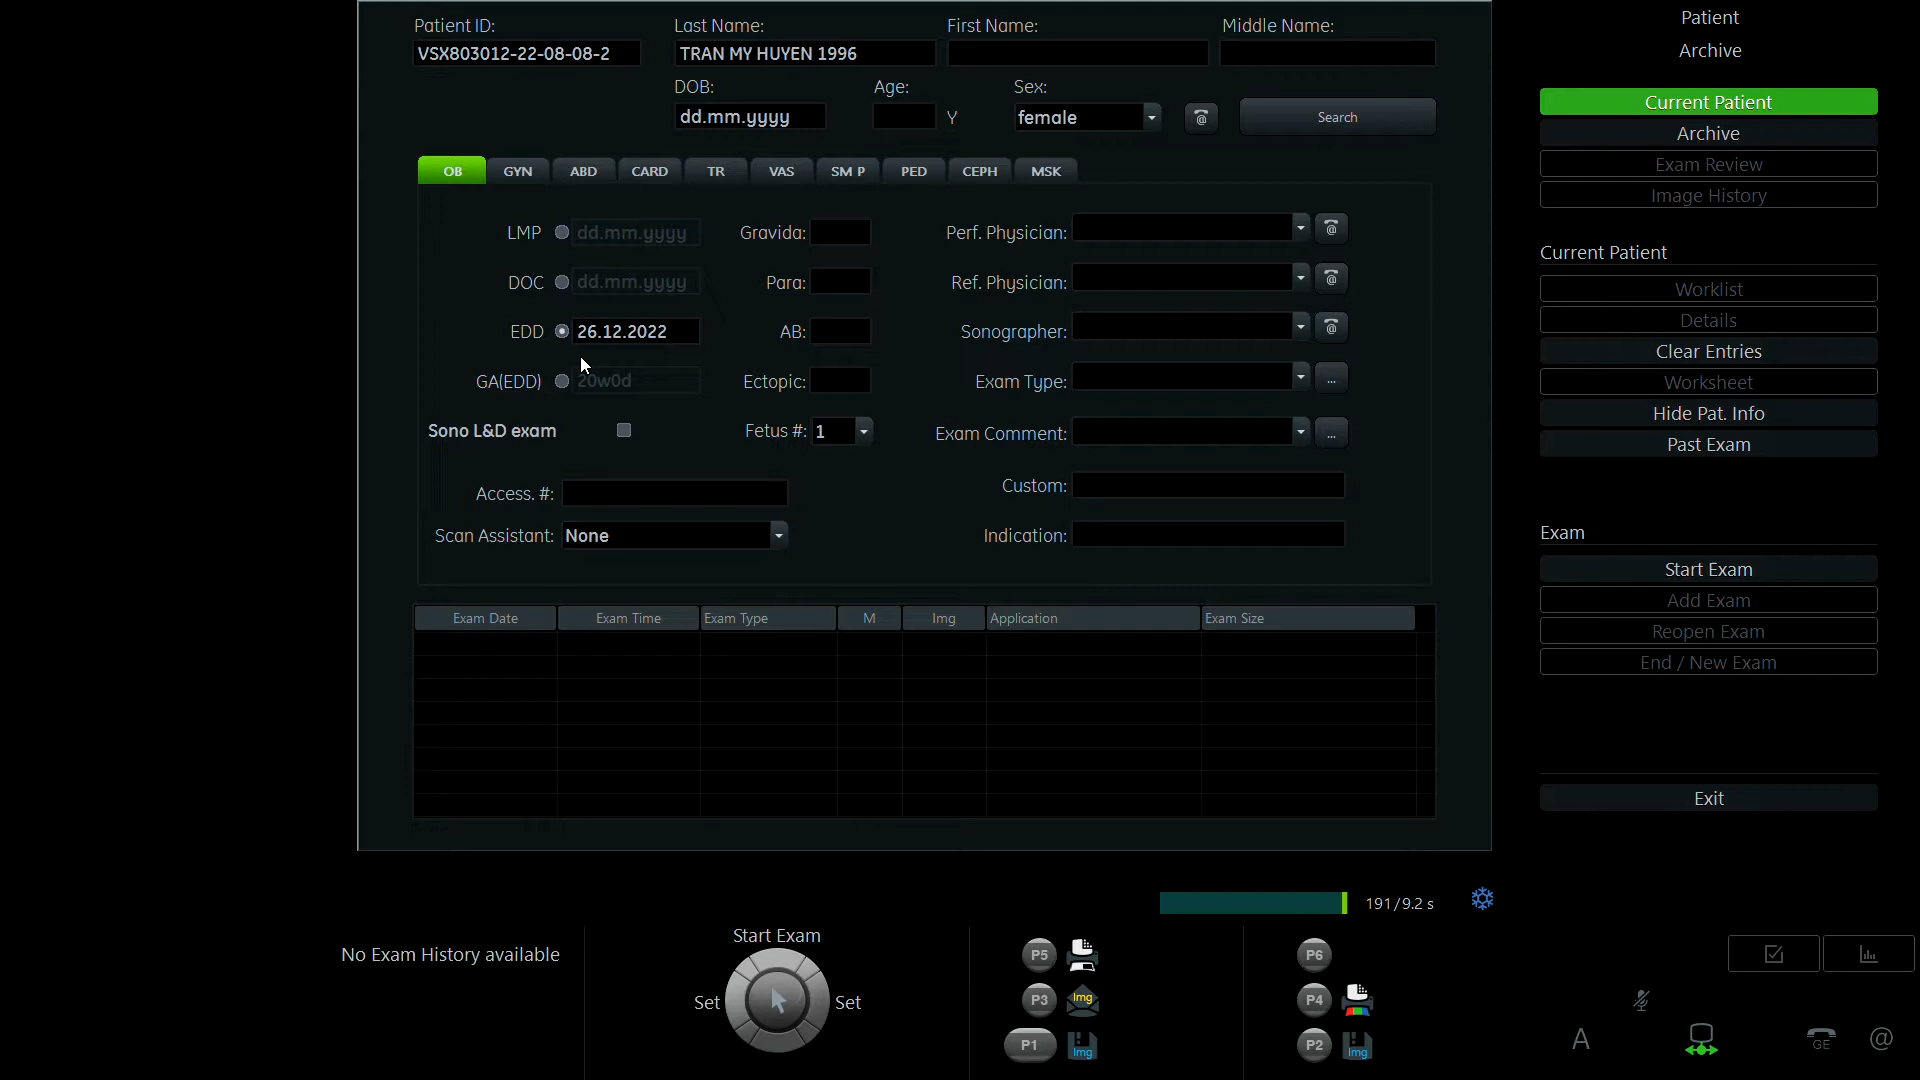 Patient ID: Last Name: First Name: Middle Name:
VSX803012-22-08-08-2 TRAN MY HUYEN 1996
DOB: Age: Sex:
dd.mm.yyyy Y female @ Search
OB GYN ABD CARD TR VAS SM P PED CEPH MSK
LMP dd.mm.yyyy Gravida: Perf. Physician: @
DOC dd.mm.yyyy Para: Ref. Physician: @
EDD 26.12.2022 AB: Sonographer: @
GA(EDD) 20w0d Ectopic: Exam Type: ...
Sono L&D exam Fetus #: 1 Exam Comment: ...
Access. #: Custom:
Scan Assistant: None Indication:
Exam Date Exam Time Exam Type M Img Application Exam Size
Patient
Archive
Current Patient
Archive
Exam Review
Image History
Current Patient
Worklist
Details
Clear Entries
Worksheet
Hide Pat. Info
Past Exam
Exam
Start Exam
Add Exam
Reopen Exam
End / New Exam
Exit
191/9.2 s
No Exam History available
Start Exam
Set Set
P5 P6
P3 Img P4
P1 Img P2 Img
A GE @